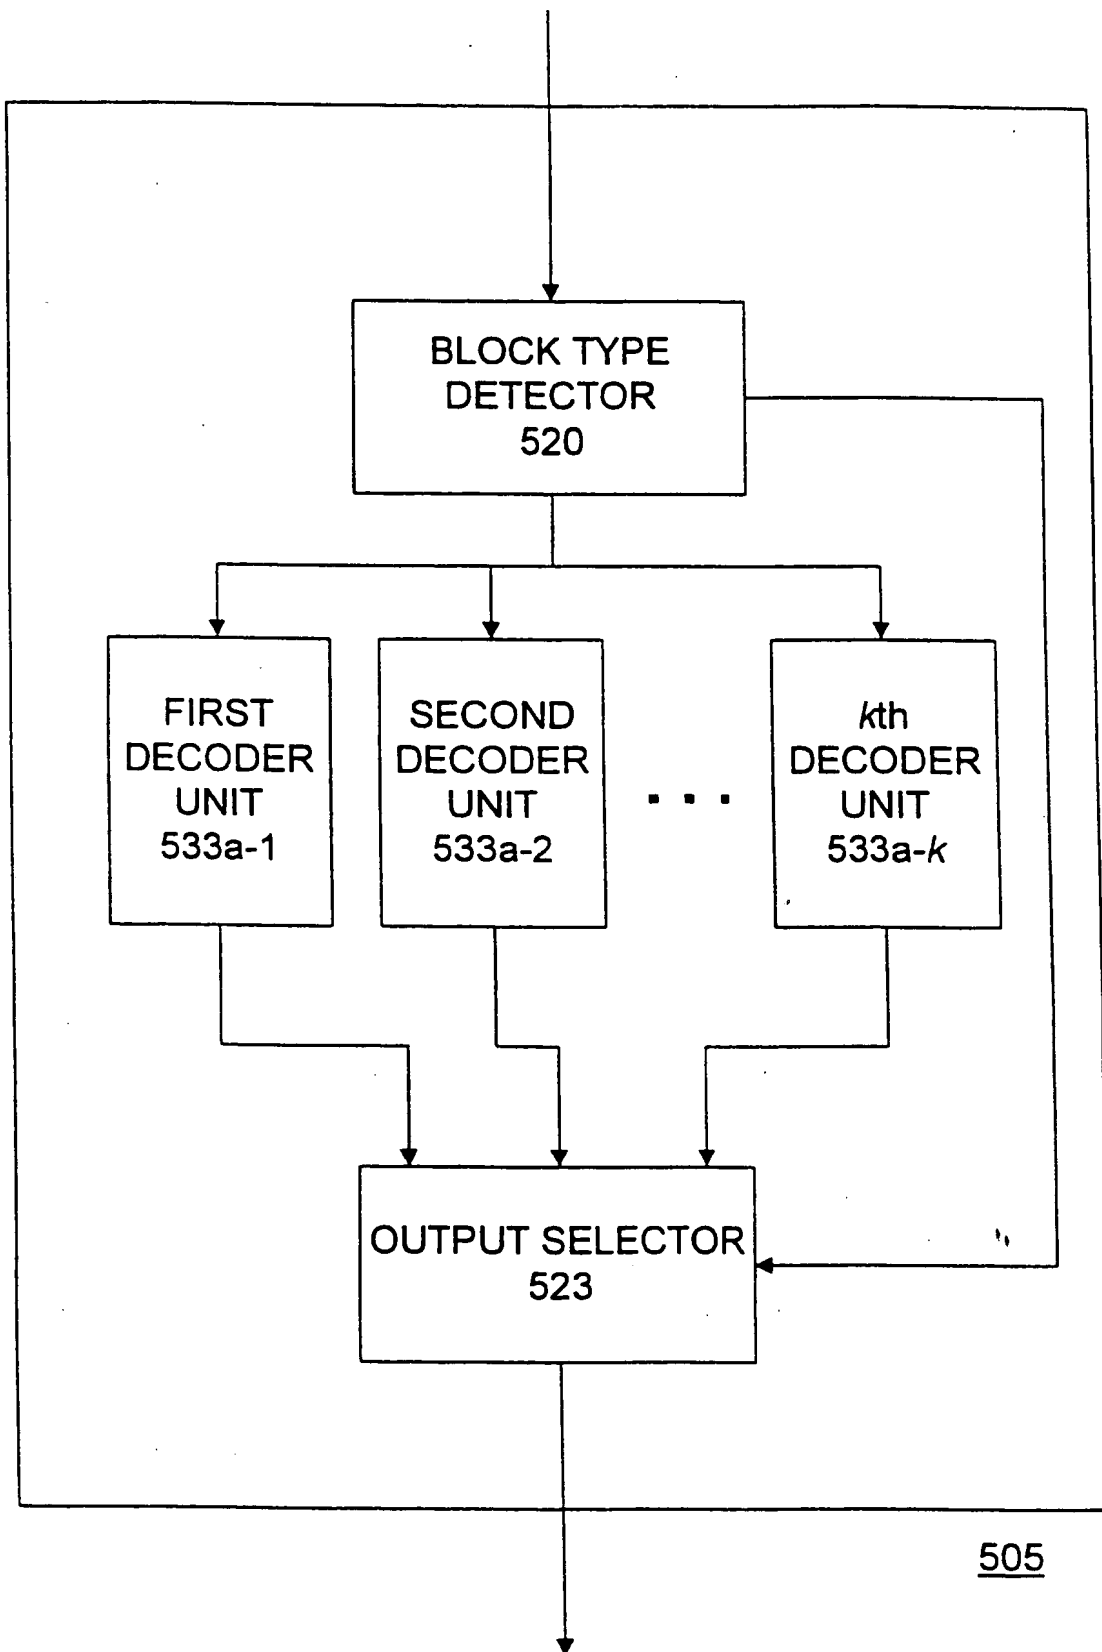 BLOCK TYPE
DETECTOR
520
FIRST
DECODER
UNIT
533a-1
SECOND
DECODER
UNIT
533a-2
kth
DECODER
UNIT
533a-k
OUTPUT SELECTOR
523
505